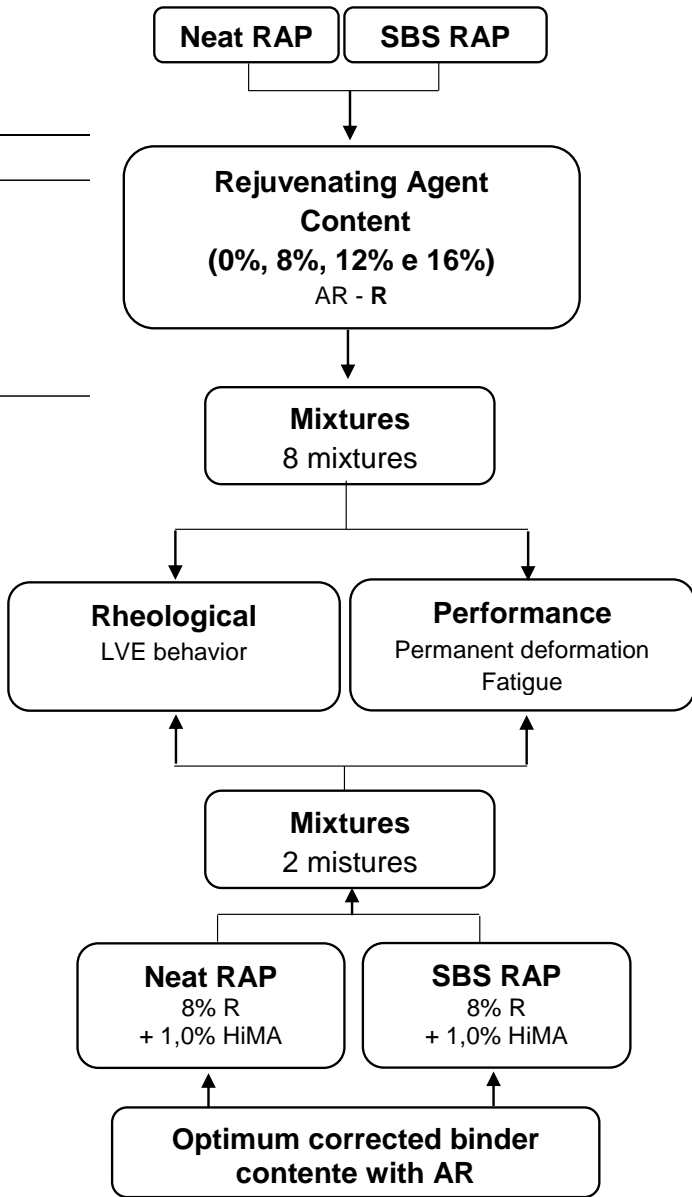 Neat RAP
SBS RAP
Rejuvenating Agent
Content
(0%, 8%, 12% e 16%)
AR - R
Mixtures
8 mixtures
Rheological
LVE behavior
Performance
Permanent deformation
Fatigue
Mixtures
2 mistures
Neat RAP
8% R
+ 1,0% HiMA
SBS RAP
8% R
+ 1,0% HiMA
Optimum corrected binder
contente with AR